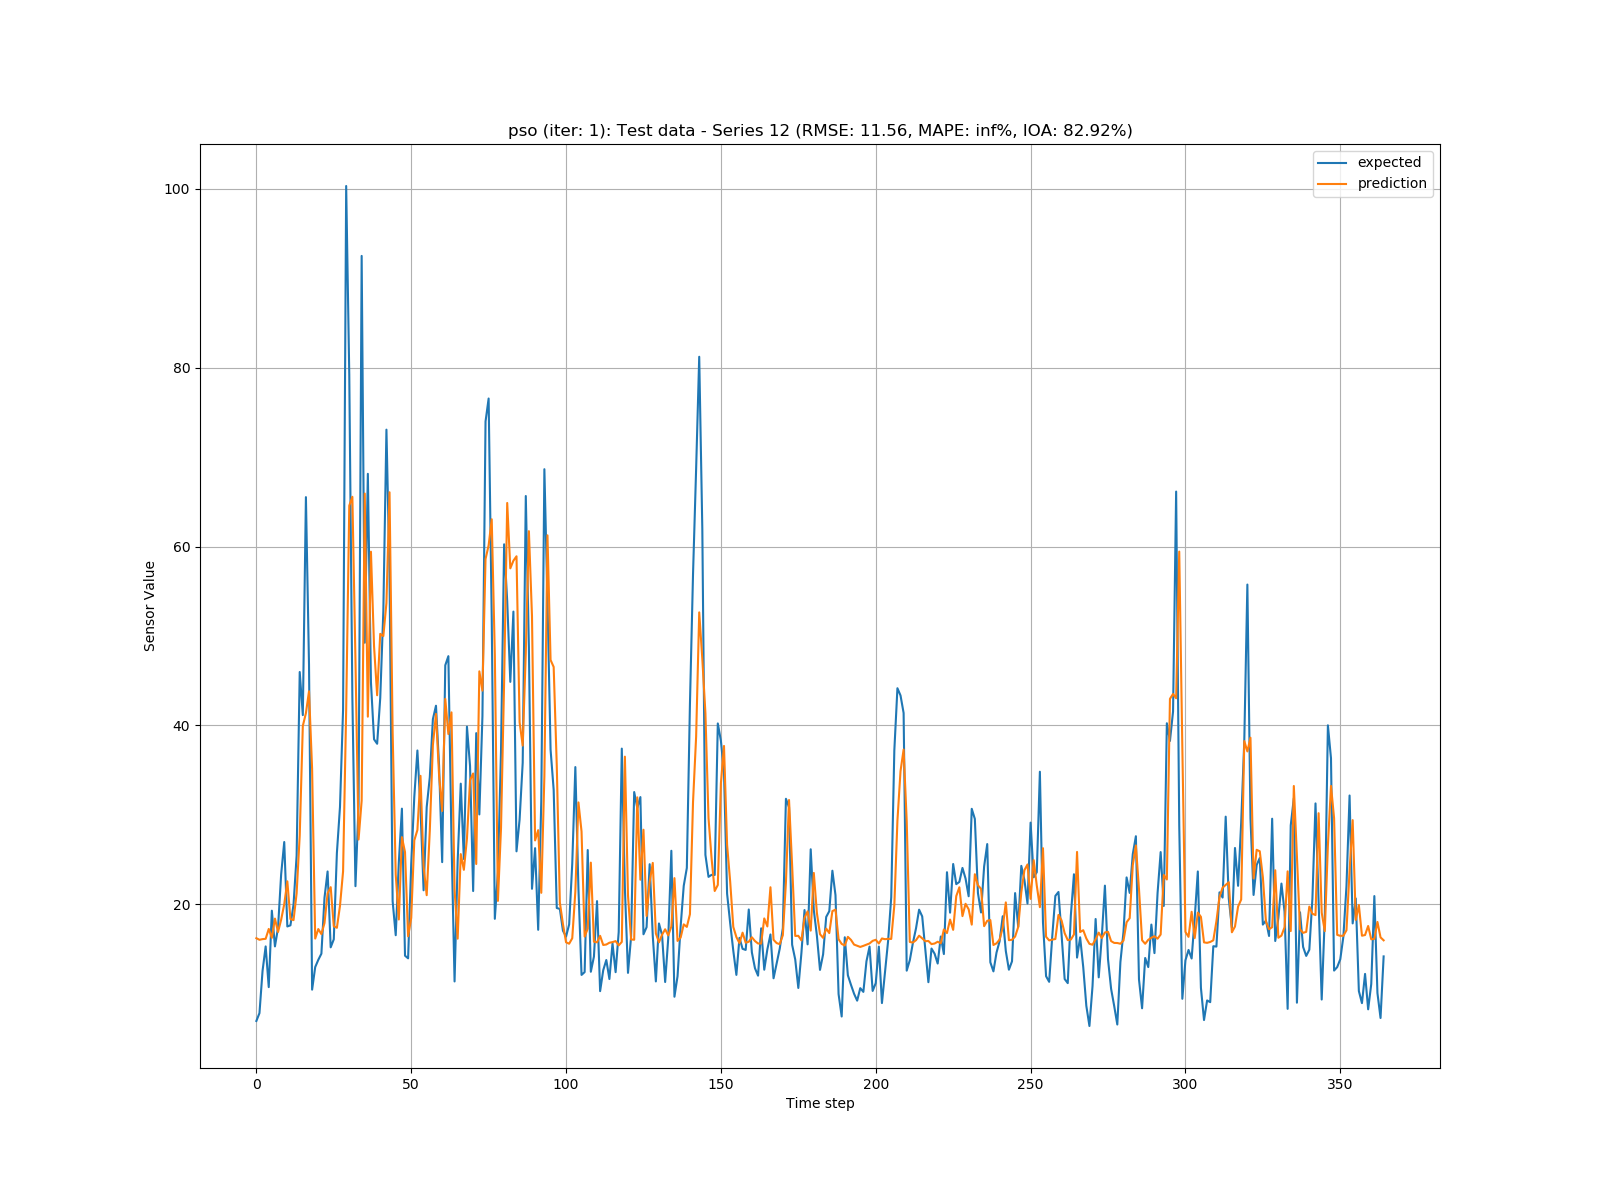 pso (iter: 1): Test data - Series 12 (RMSE: 11.56, MAPE: inf%, IOA: 82.92%)
expected
prediction
100
80
60
40
20
Sensor Value
0 50 100 150 200 250 300 350
Time step